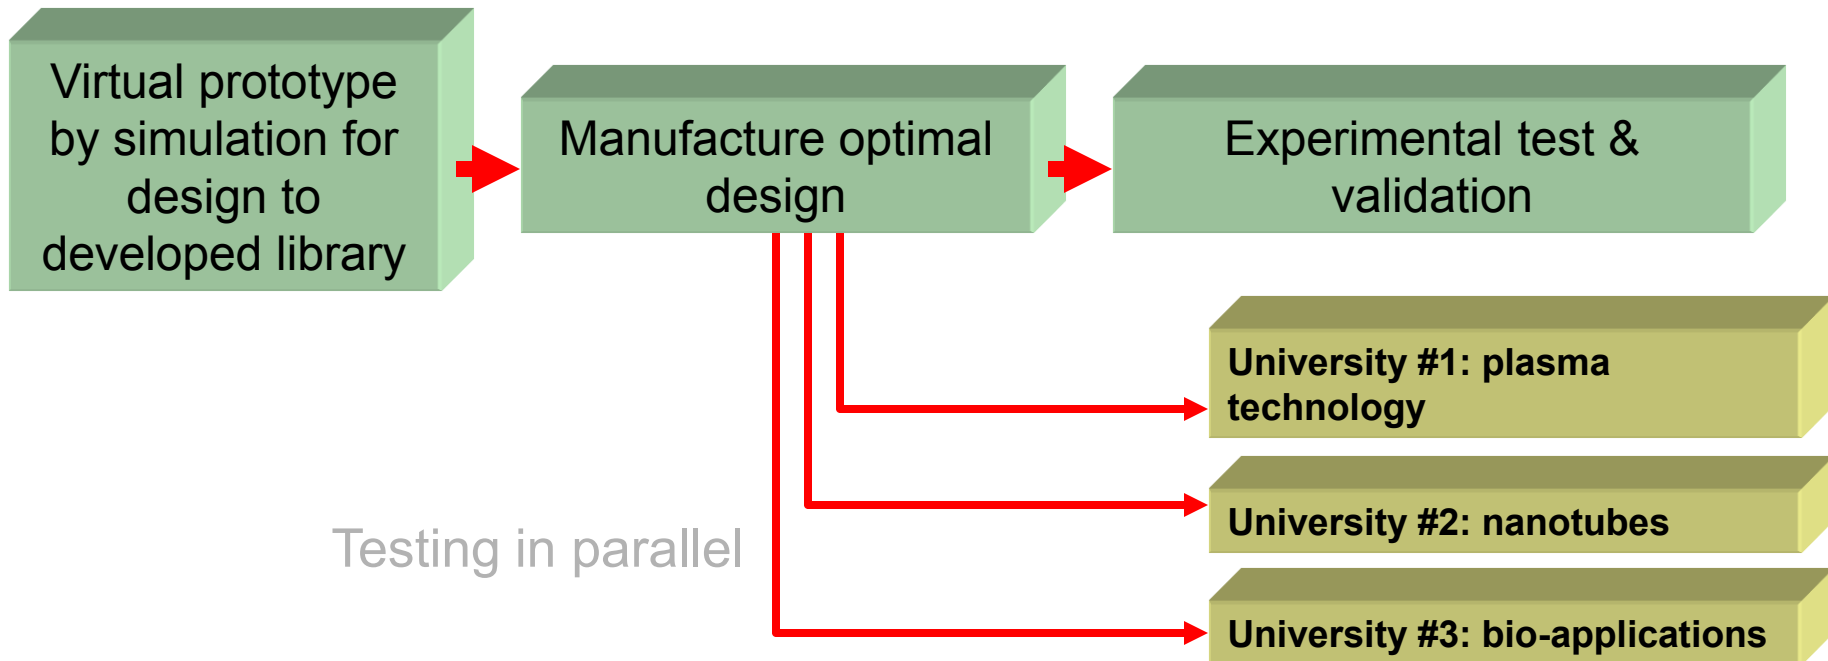 Virtual prototype
by simulation for
design to
developed library
Manufacture optimal
design
Experimental test &
validation
University #1: plasma
technology
University #2: nanotubes
Testing in parallel
University #3: bio-applications